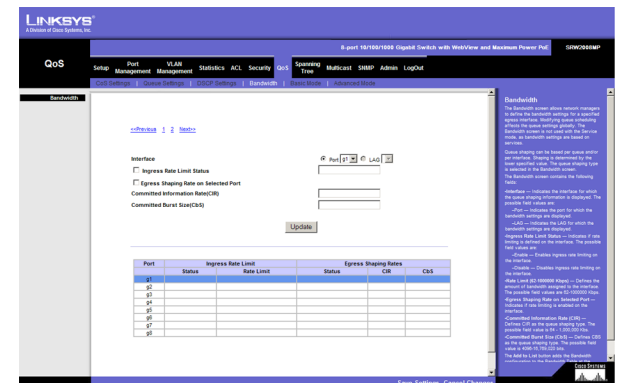 LINKSYS®
A Division of Cisco Systems, Inc.
8-port 10/100/1000 Gigabit Switch with WebView and Maximum Power PoE
SRW2008MP
QoS
Setup Port Management VLAN Management Statistics ACL Security QoS Spanning Tree Multicast SNMP Admin LogOut
CoS Settings | Queue Settings | DSCP Settings | Bandwidth | Basic Mode | Advanced Mode
Bandwidth
<<Previous 1 2 Next>>
Interface Port g1 LAG
Ingress Rate Limit Status
Egress Shaping Rate on Selected Port
Committed Information Rate(CIR)
Committed Burst Size(CbS)
Update
Port Ingress Rate Limit Egress Shaping Rates
Status Rate Limit Status CIR CbS
g1
g2
g3
g4
g5
g6
g7
g8
Bandwidth
The Bandwidth screen allows network managers
to define the bandwidth settings for a specified
egress interface. Modifying queue scheduling
affects the queue settings globally. The
Bandwidth screen is not used with the Service
mode, as bandwidth settings are based on
services.
Queue shaping can be based per queue and/or
per interface. Shaping is determined by the
lower specified value. The queue shaping type
is selected in the Bandwidth screen.
The Bandwidth screen contains the following
fields:
•Interface — Indicates the interface for which
the queue shaping information is displayed. The
possible field values are:
–Port — Indicates the port for which the
bandwidth settings are displayed.
–LAG — Indicates the LAG for which the
bandwidth settings are displayed.
•Ingress Rate Limit Status — Indicates if rate
limiting is defined on the interface. The possible
field values are:
–Enable — Enables ingress rate limiting on
the interface.
–Disable — Disables ingress rate limiting on
the interface.
•Rate Limit (62-1000000 Kbps) — Defines the
amount of bandwidth assigned to the interface.
The possible field values are 62-1000000 Kbps.
•Egress Shaping Rate on Selected Port —
Indicates if rate limiting is enabled on the
interface.
•Committed Information Rate (CIR) —
Defines CIR as the queue shaping type. The
possible field value is 64 - 1,000,000 Kbs.
•Committed Burst Size (CbS) — Defines CBS
as the queue shaping type. The possible field
value is 4096-16,769,020 bits.
The Add to List button adds the Bandwidth
configuration to the Bandwidth Table at the
Save Settings Cancel Changes
CISCO SYSTEMS